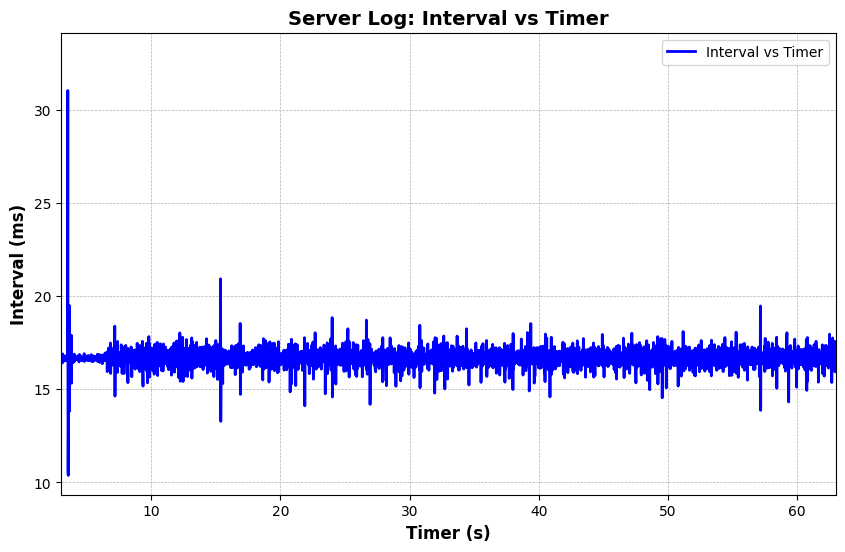 Server Log: Interval vs Timer
Interval vs Timer
30
25
20
15
10
Interval (ms)
10 20 30 40 50 60
Timer (s)